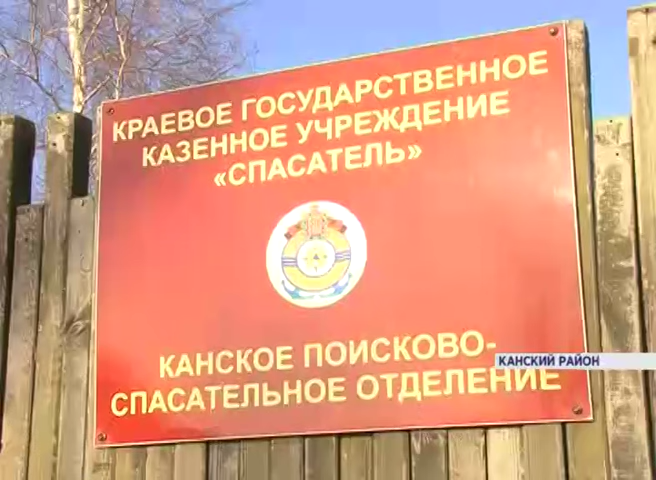 КРАЕВОЕ ГОСУДАРСТВЕННОЕ
КАЗЕННОЕ УЧРЕЖДЕНИЕ
«СПАСАТЕЛЬ»
КАНСКОЕ ПОИСКОВО-
СПАСАТЕЛЬНОЕ ОТДЕЛЕНИЕ
КАНСКИЙ РАЙОН